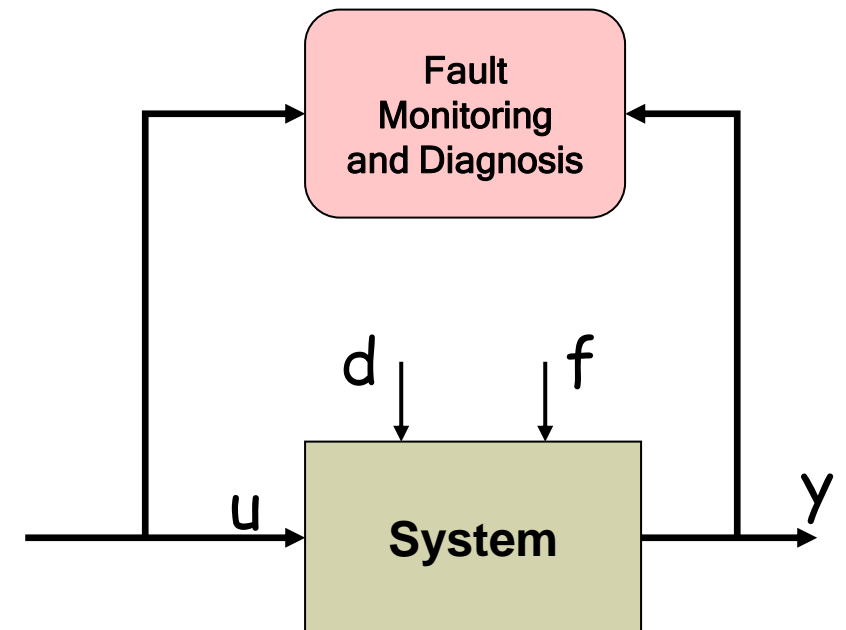 Fault
Monitoring
and Diagnosis
d
f
u
y
System